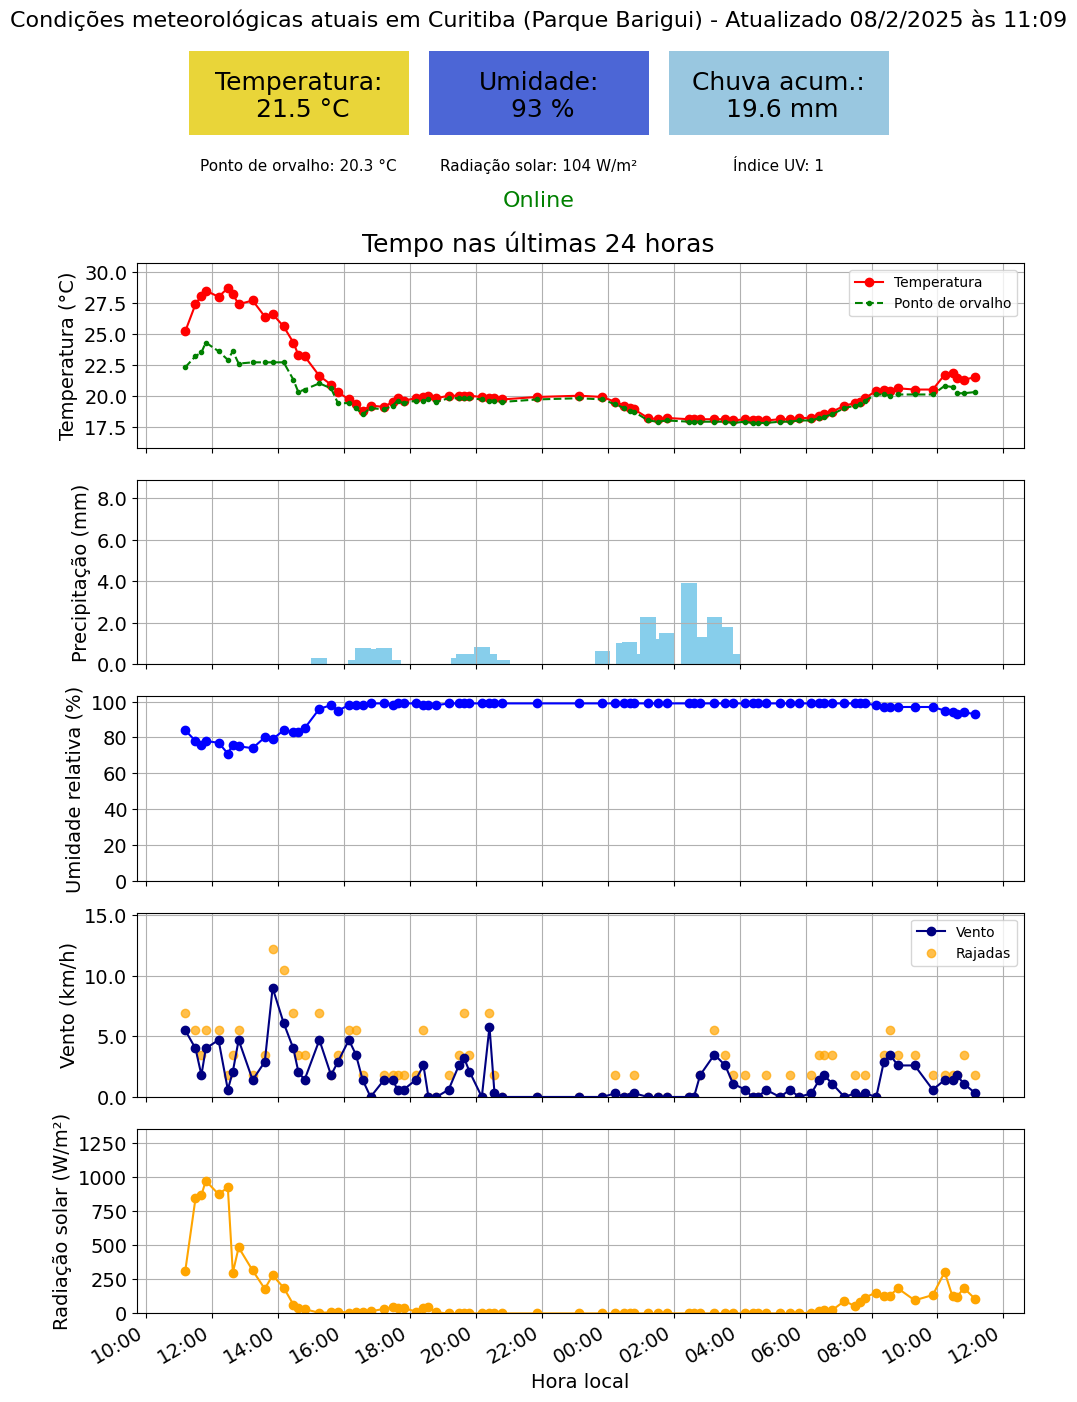 Condições meteorológicas atuais em Curitiba (Parque Barigui) - Atualizado 08/2/2025 às 11:09
Temperatura:
21.5 °C
Umidade:
93 %
Chuva acum.:
19.6 mm
Ponto de orvalho: 20.3 °C
Radiação solar: 104 W/m²
Índice UV: 1
Online
Tempo nas últimas 24 horas
Temperatura (°C)
30.0
27.5
25.0
22.5
20.0
17.5
Temperatura
Ponto de orvalho
Precipitação (mm)
8.0
6.0
4.0
2.0
0.0
Umidade relativa (%)
100
80
60
40
20
0
Vento (km/h)
15.0
10.0
5.0
0.0
Vento
Rajadas
Radiação solar (W/m²)
1250
1000
750
500
250
0
10:00
12:00
14:00
16:00
18:00
20:00
22:00
00:00
02:00
04:00
06:00
08:00
10:00
12:00
Hora local